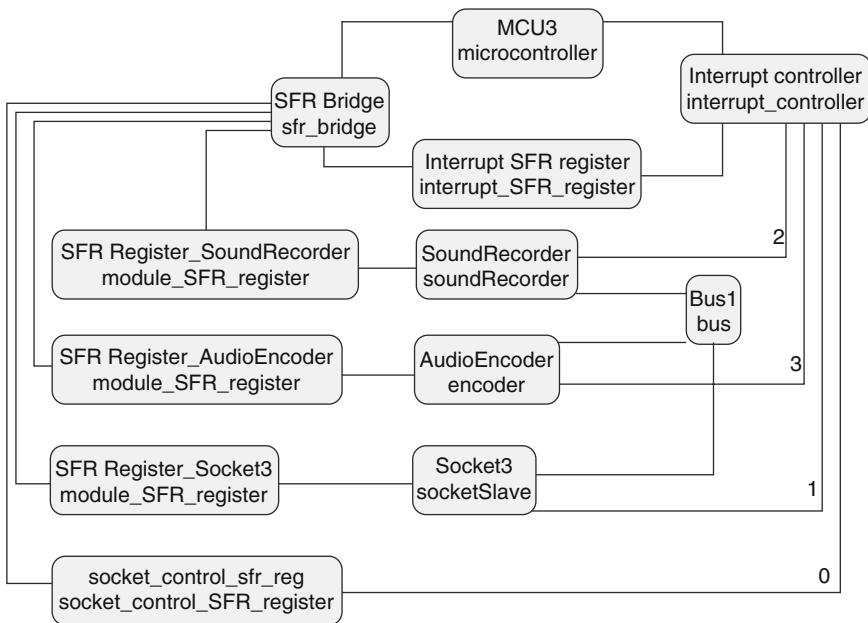 MCU3
microcontroller
Interrupt controller
interrupt_controller
SFR Bridge
sfr_bridge
Interrupt SFR register
interrupt_SFR_register
2
SFR Register_SoundRecorder
module_SFR_register
SoundRecorder
soundRecorder
Bus1
bus
SFR Register_AudioEncoder
module_SFR_register
AudioEncoder
encoder
3
SFR Register_Socket3
module_SFR_register
Socket3
socketSlave
1
socket_control_sfr_reg
socket_control_SFR_register
0